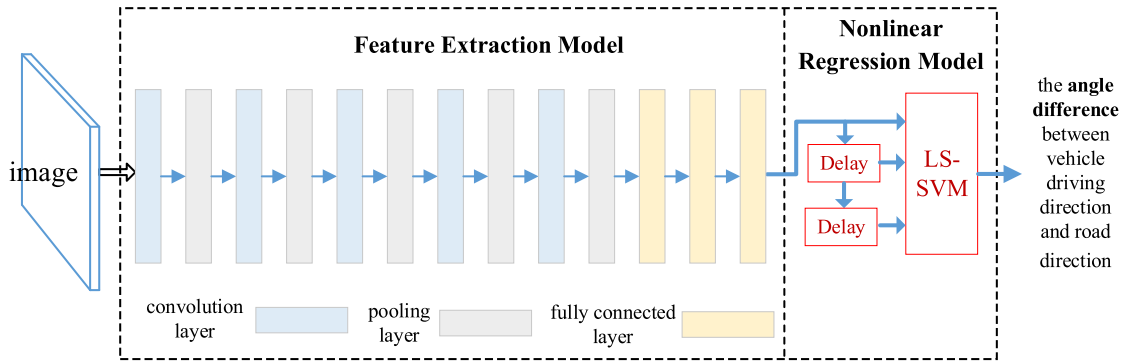 Feature Extraction Model
Nonlinear
Regression Model
image
Delay
Delay
LS-
SVM
the angle
difference
between
vehicle
driving
direction
and road
direction
convolution
layer
pooling
layer
fully connected
layer